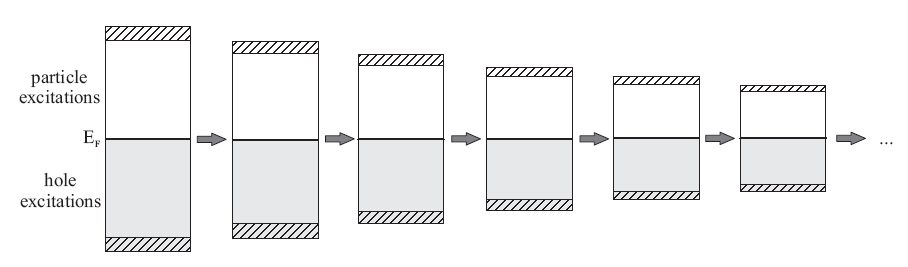 particle
excitations
E_F
hole
excitations
...